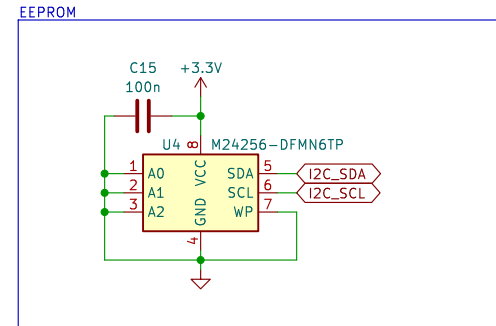 EEPROM
C15 +3.3V
100n
U4 8 M24256-DFMN6TP
1 A0 VCC SDA 5 I2C_SDA
2 A1 SCL 6 I2C_SCL
3 A2 GND WP 7
4